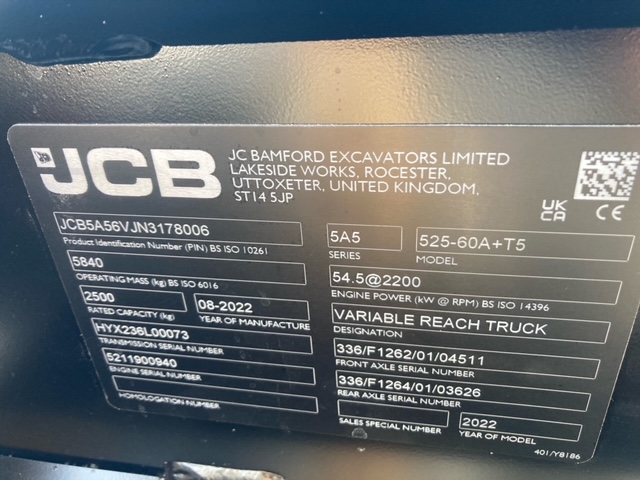 JCB
JC BAMFORD EXCAVATORS LIMITED
LAKESIDE WORKS, ROCESTER,
UTTOXETER, UNITED KINGDOM,
ST14 5JP
UK
CA
CE
JCB5A56VJN3178006
Product Identification Number (PIN) BS ISO 10261
5840
OPERATING MASS (kg) BS ISO 6016
2500
RATED CAPACITY (kg)
08-2022
YEAR OF MANUFACTURE
HYX236L00073
TRANSMISSION SERIAL NUMBER
5211900940
ENGINE SERIAL NUMBER
HOMOLOGATION NUMBER
5A5
SERIES
525-60A+T5
MODEL
54.5@2200
ENGINE POWER (kW @ RPM) BS ISO 14396
VARIABLE REACH TRUCK
DESIGNATION
336/F1262/01/04511
FRONT AXLE SERIAL NUMBER
336/F1264/01/03626
REAR AXLE SERIAL NUMBER
SALES SPECIAL NUMBER
2022
YEAR OF MODEL
401/Y8186